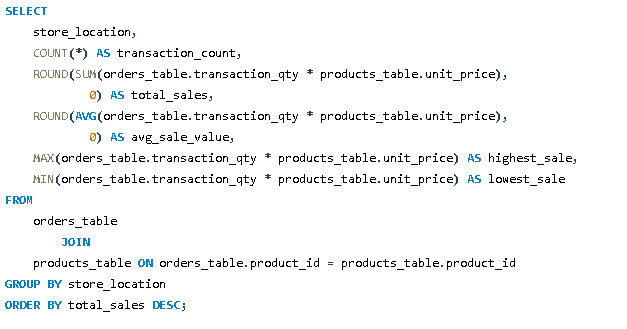 SELECT
    store_location,
    COUNT(*) AS transaction_count,
    ROUND(SUM(orders_table.transaction_qty * products_table.unit_price),
            0) AS total_sales,
    ROUND(AVG(orders_table.transaction_qty * products_table.unit_price),
            0) AS avg_sale_value,
    MAX(orders_table.transaction_qty * products_table.unit_price) AS highest_sale,
    MIN(orders_table.transaction_qty * products_table.unit_price) AS lowest_sale
FROM
    orders_table
        JOIN
    products_table ON orders_table.product_id = products_table.product_id
GROUP BY store_location
ORDER BY total_sales DESC;